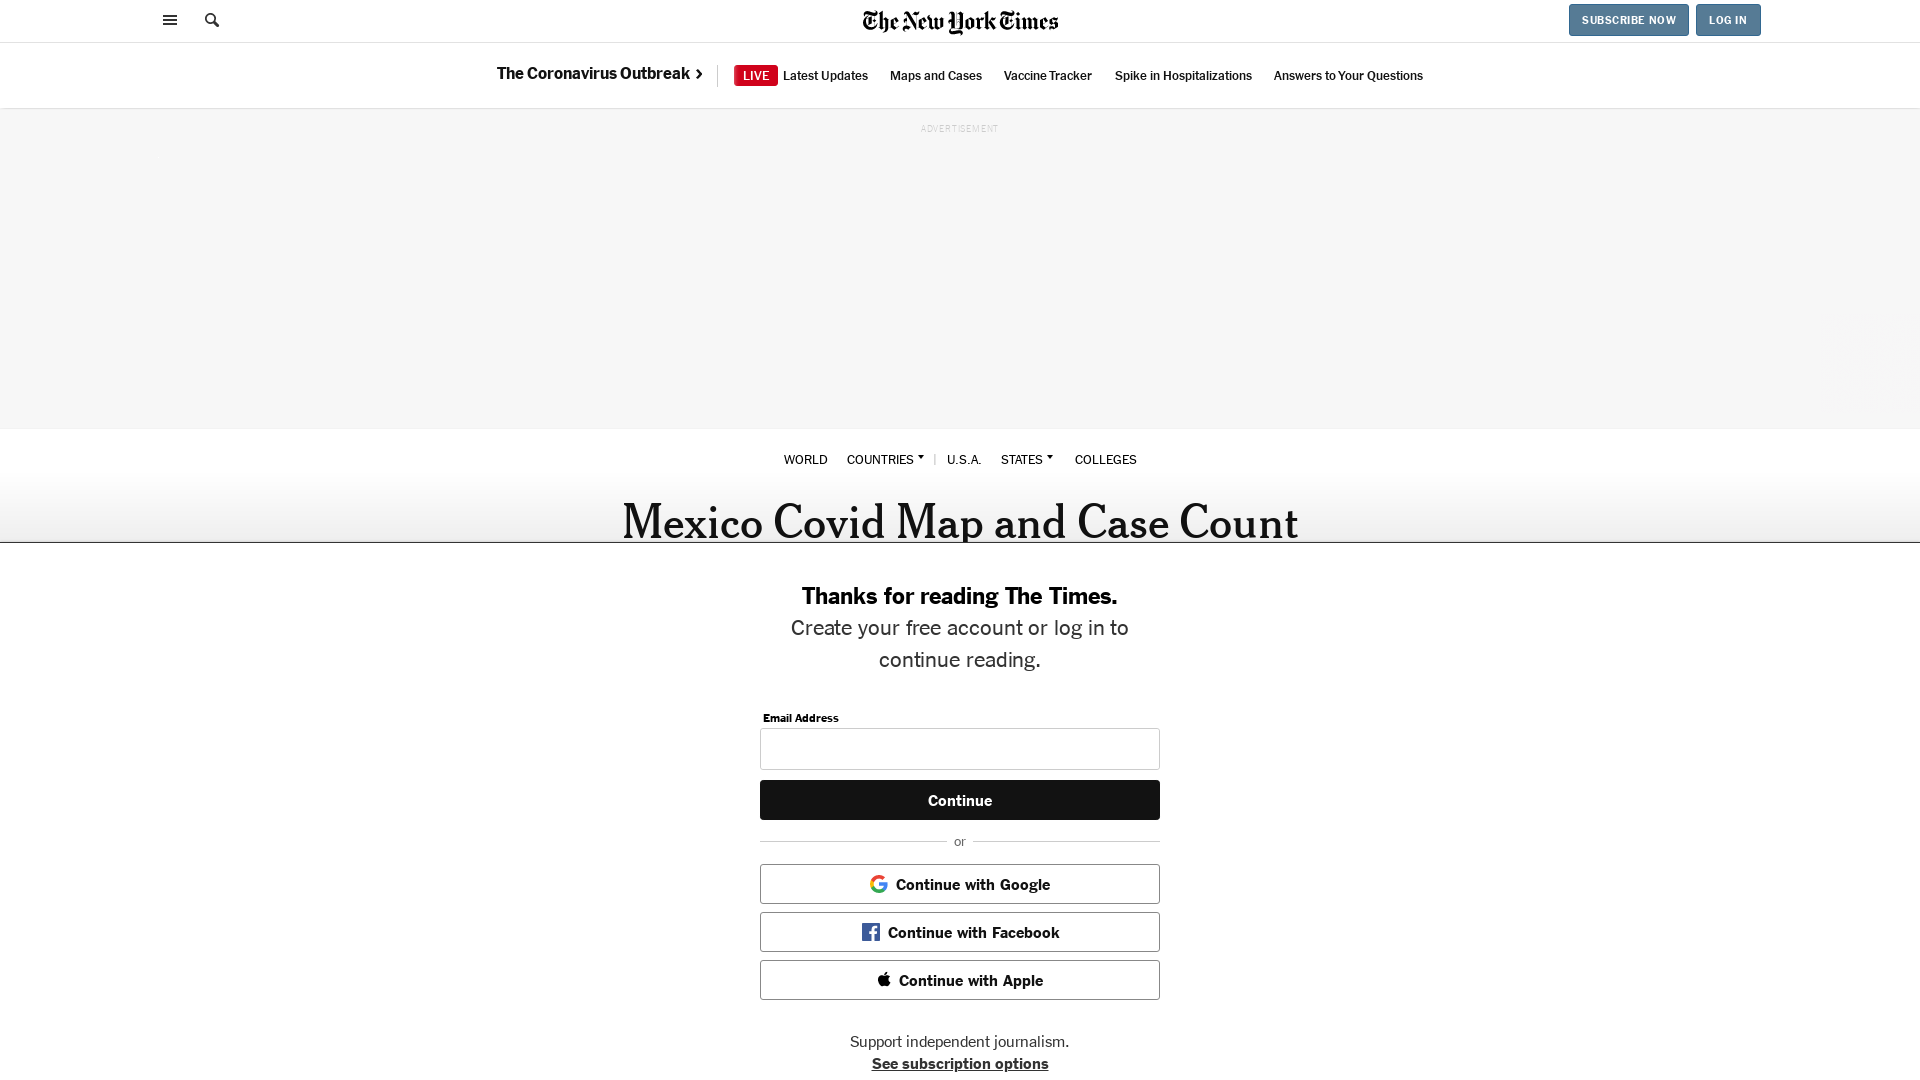 The New York Times
SUBSCRIBE NOW
LOG IN
The Coronavirus Outbreak
LIVE Latest Updates
Maps and Cases
Vaccine Tracker
Spike in Hospitalizations
Answers to Your Questions
ADVERTISEMENT
WORLD
COUNTRIES
U.S.A.
STATES
COLLEGES
Mexico Covid Map and Case Count
Thanks for reading The Times.
Create your free account or log in to
continue reading.
Email Address
Continue
or
Continue with Google
Continue with Facebook
Continue with Apple
Support independent journalism.
See subscription options